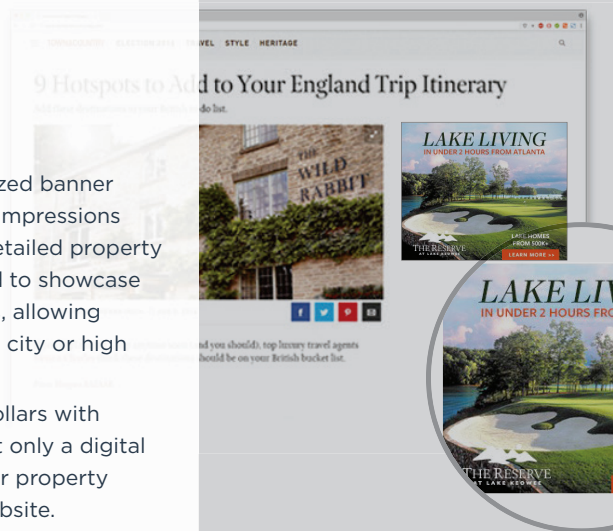 ELECTION 2016 TRAVEL STYLE HERITAGE
9 Hotspots to Add to Your England Trip Itinerary
do list.
THE
WILD
RABBIT
LAKE LIVING
IN UNDER 2 HOURS FROM ATLANTA
LAKE HOMES
FROM 500K+
THE RESERVE
AT LAKE KEOWEE
LEARN MORE >>
zed banner
impressions
etailed property
l to showcase
, allowing
city or high
ollars with
t only a digital
r property
bsite.
nd you should), top luxury travel agents
hould be on your British bucket list.
LAKE LIV
IN UNDER 2 HOURS FRO
THE RESERVE
AT LAKE KEOWEE